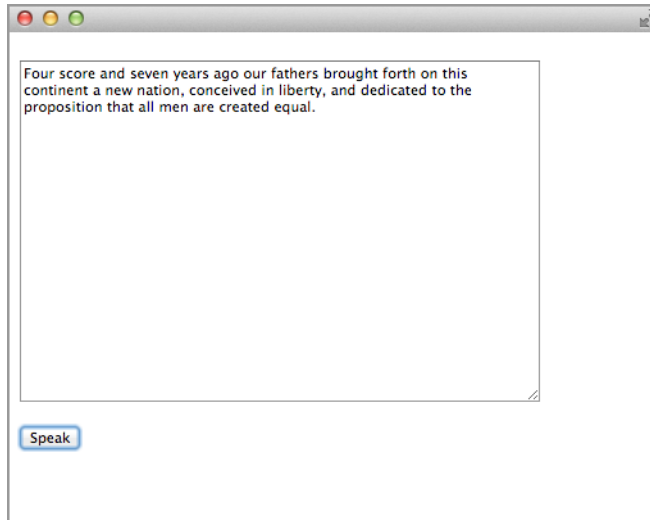 Four score and seven years ago our fathers brought forth on this
continent a new nation, conceived in liberty, and dedicated to the
proposition that all men are created equal.
Speak